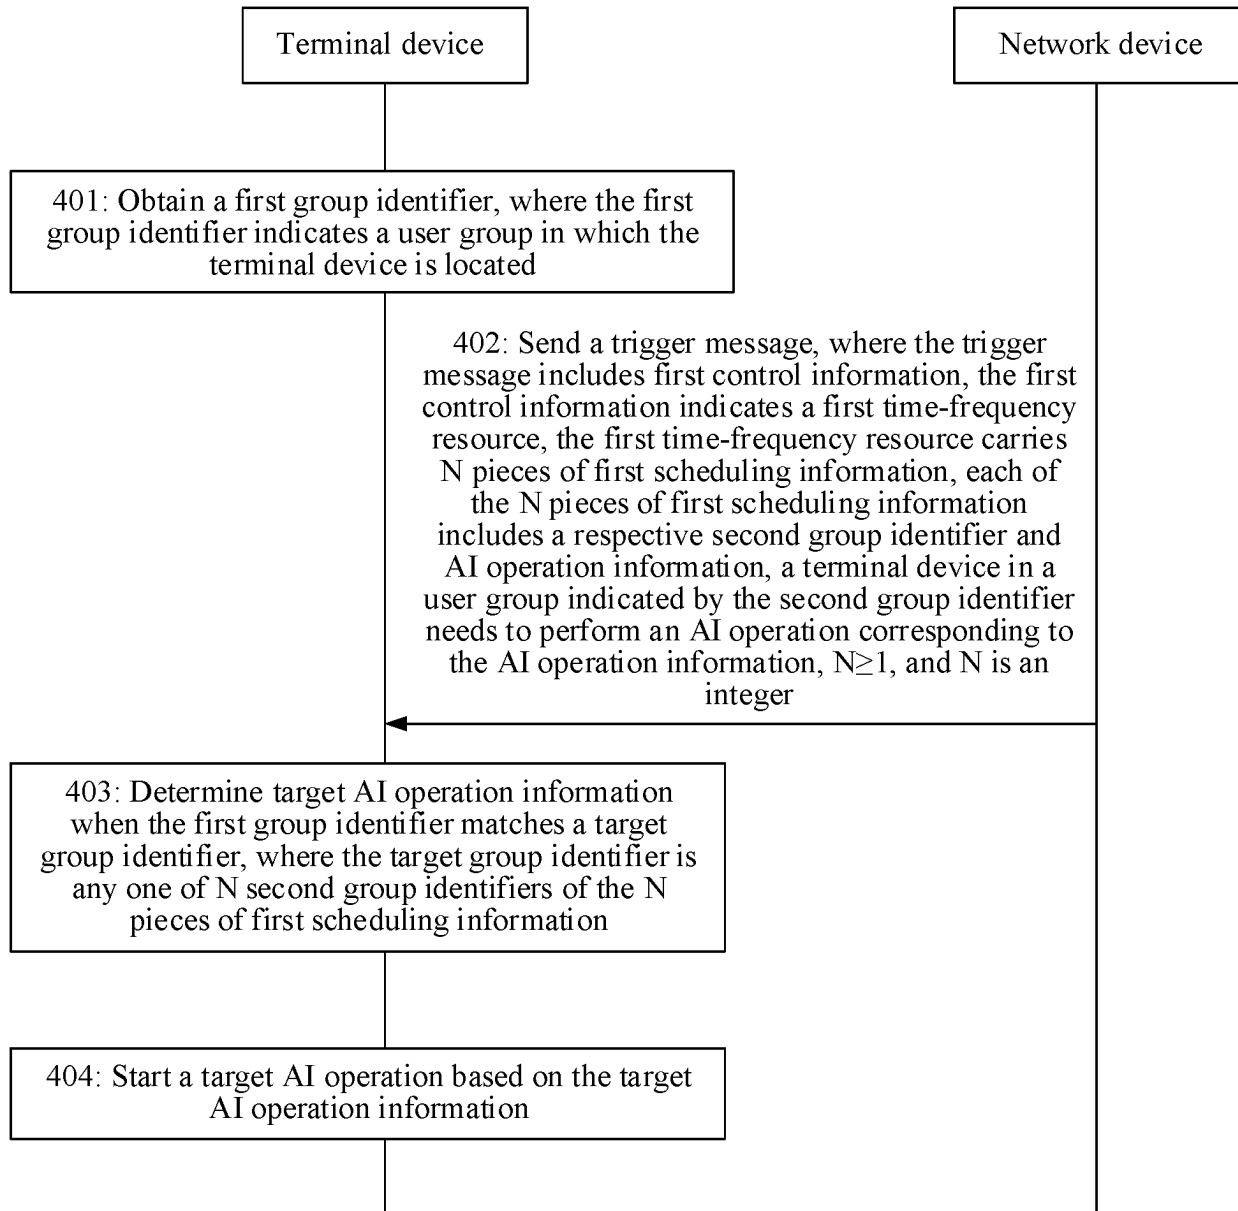 Terminal device
Network device
401: Obtain a first group identifier, where the first
group identifier indicates a user group in which the
terminal device is located
402: Send a trigger message, where the trigger
message includes first control information, the first
control information indicates a first time-frequency
resource, the first time-frequency resource carries
N pieces of first scheduling information, each of
the N pieces of first scheduling information
includes a respective second group identifier and
AI operation information, a terminal device in a
user group indicated by the second group identifier
needs to perform an AI operation corresponding to
the AI operation information, N≥1, and N is an
integer
403: Determine target AI operation information
when the first group identifier matches a target
group identifier, where the target group identifier is
any one of N second group identifiers of the N
pieces of first scheduling information
404: Start a target AI operation based on the target
AI operation information